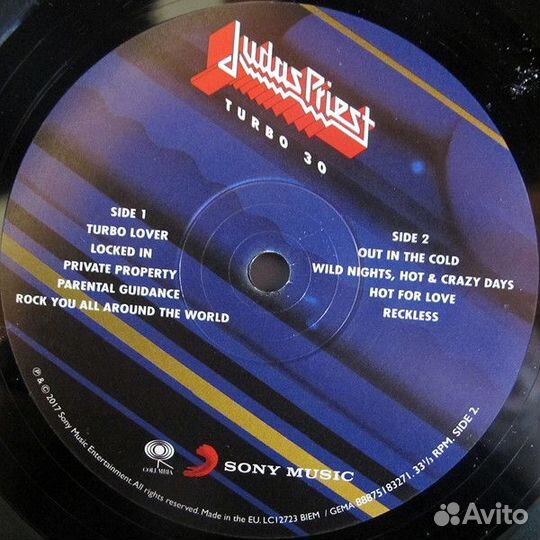 Judas Priest
TURBO 30
SIDE 1
TURBO LOVER
LOCKED IN
PRIVATE PROPERTY
PARENTAL GUIDANCE
ROCK YOU ALL AROUND THE WORLD
SIDE 2
OUT IN THE COLD
WILD NIGHTS, HOT & CRAZY DAYS
HOT FOR LOVE
RECKLESS
COLUMBIA
SONY MUSIC
℗ & © 2017 Sony Music Entertainment. All rights reserved. Made in the EU. LC12723 BIEM / GEMA. 88875183271. 33⅓ RPM. SIDE 2.
Avito